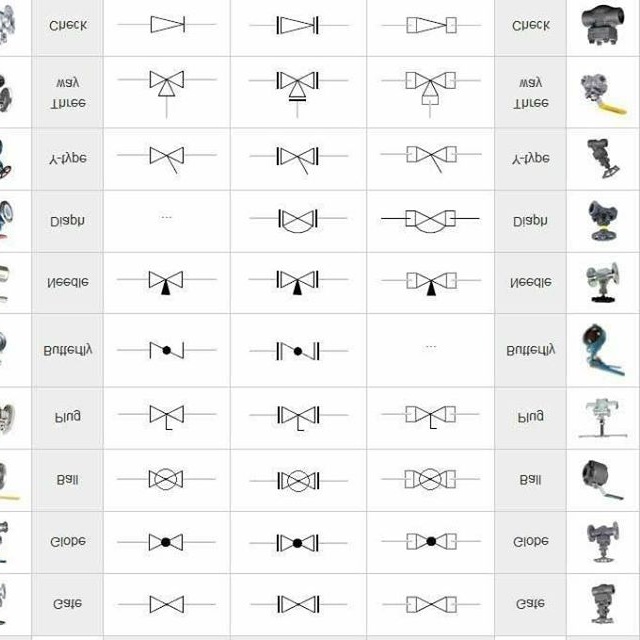 Gate
Gate
Globe
Globe
Ball
Ball
Plug
Plug
Butterfly
...
Butterfly
Needle
Needle
Diaph
...
Diaph
Y-type
Y-type
Three
way
Three
way
Check
Check